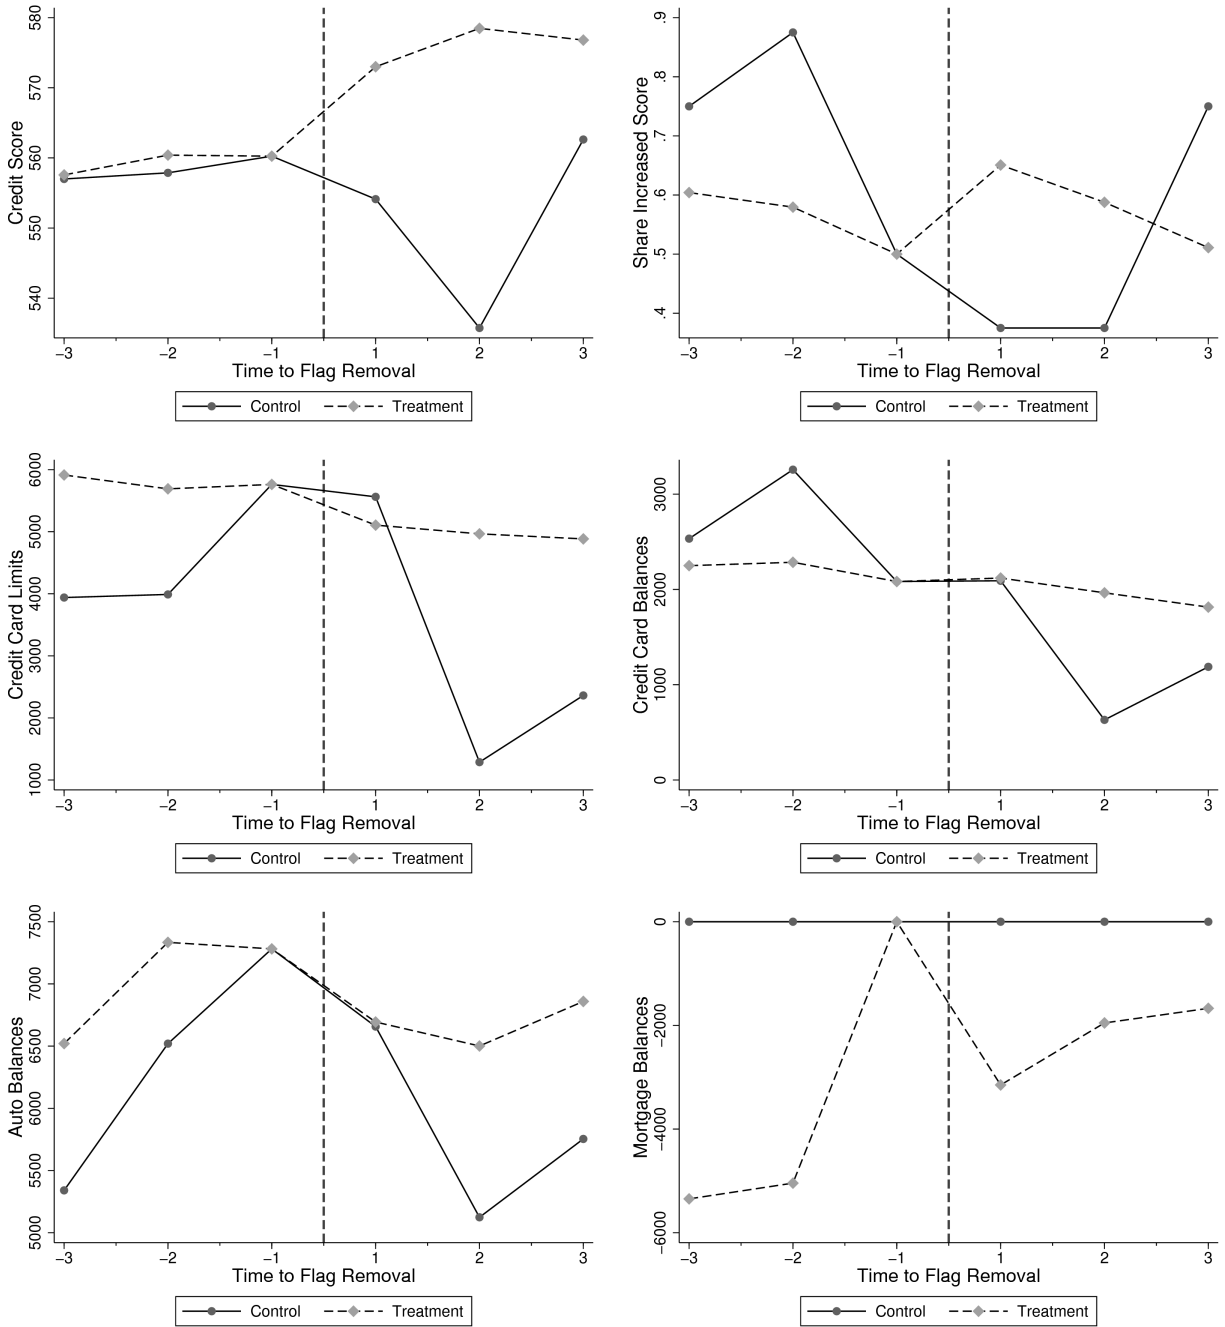 Credit Score
580
570
560
550
540
−3 −2 −1 1 2 3
Time to Flag Removal
Control Treatment
Share Increased Score
.9
.8
.7
.6
.5
.4
−3 −2 −1 1 2 3
Time to Flag Removal
Control Treatment
Credit Card Limits
6000
5000
4000
3000
2000
1000
−3 −2 −1 1 2 3
Time to Flag Removal
Control Treatment
Credit Card Balances
3000
2000
1000
0
−3 −2 −1 1 2 3
Time to Flag Removal
Control Treatment
Auto Balances
7500
7000
6500
6000
5500
5000
−3 −2 −1 1 2 3
Time to Flag Removal
Control Treatment
Mortgage Balances
0
−2000
−4000
−6000
−3 −2 −1 1 2 3
Time to Flag Removal
Control Treatment